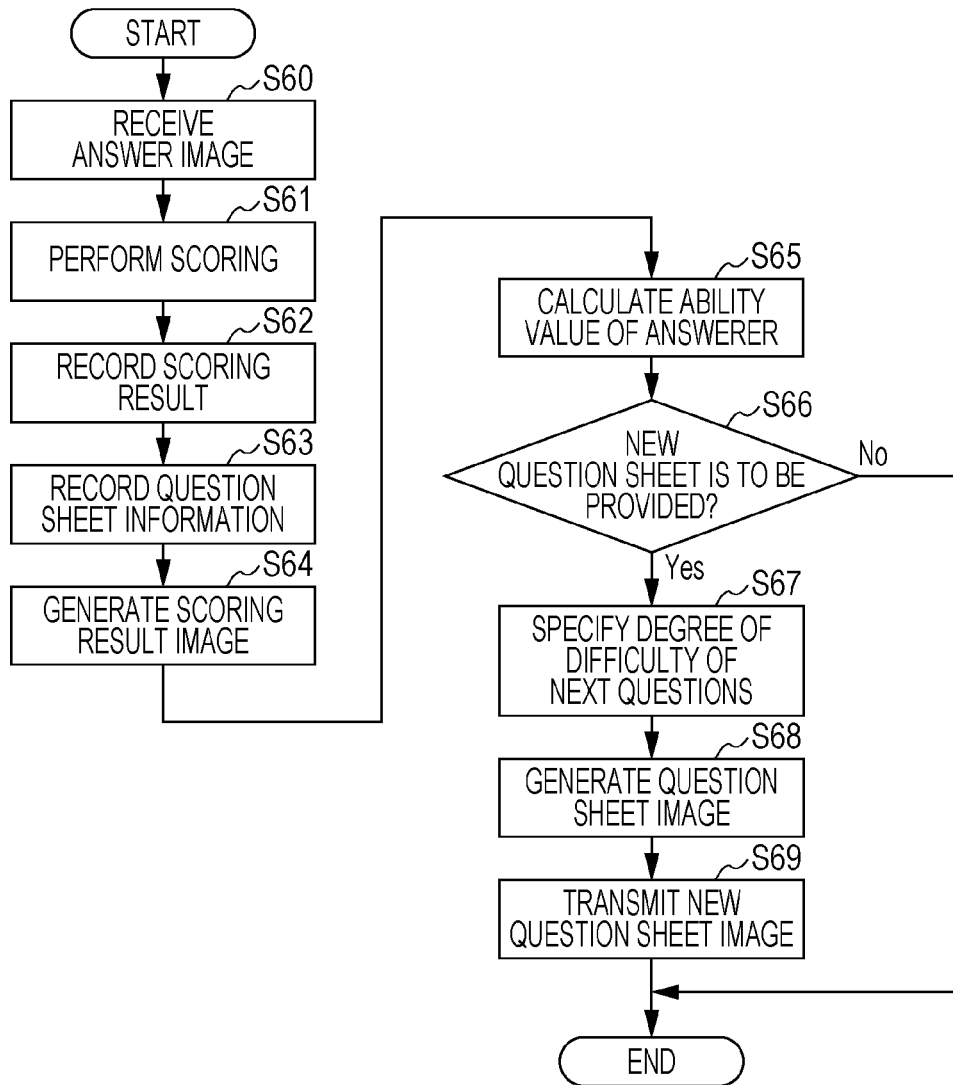 START
S60
RECEIVE
ANSWER IMAGE
S61
PERFORM SCORING
S62
RECORD SCORING
RESULT
S63
RECORD QUESTION
SHEET INFORMATION
S64
GENERATE SCORING
RESULT IMAGE
S65
CALCULATE ABILITY
VALUE OF ANSWERER
S66
NEW
QUESTION SHEET IS TO BE
PROVIDED?
No
Yes
S67
SPECIFY DEGREE OF
DIFFICULTY OF
NEXT QUESTIONS
S68
GENERATE QUESTION
SHEET IMAGE
S69
TRANSMIT NEW
QUESTION SHEET IMAGE
END